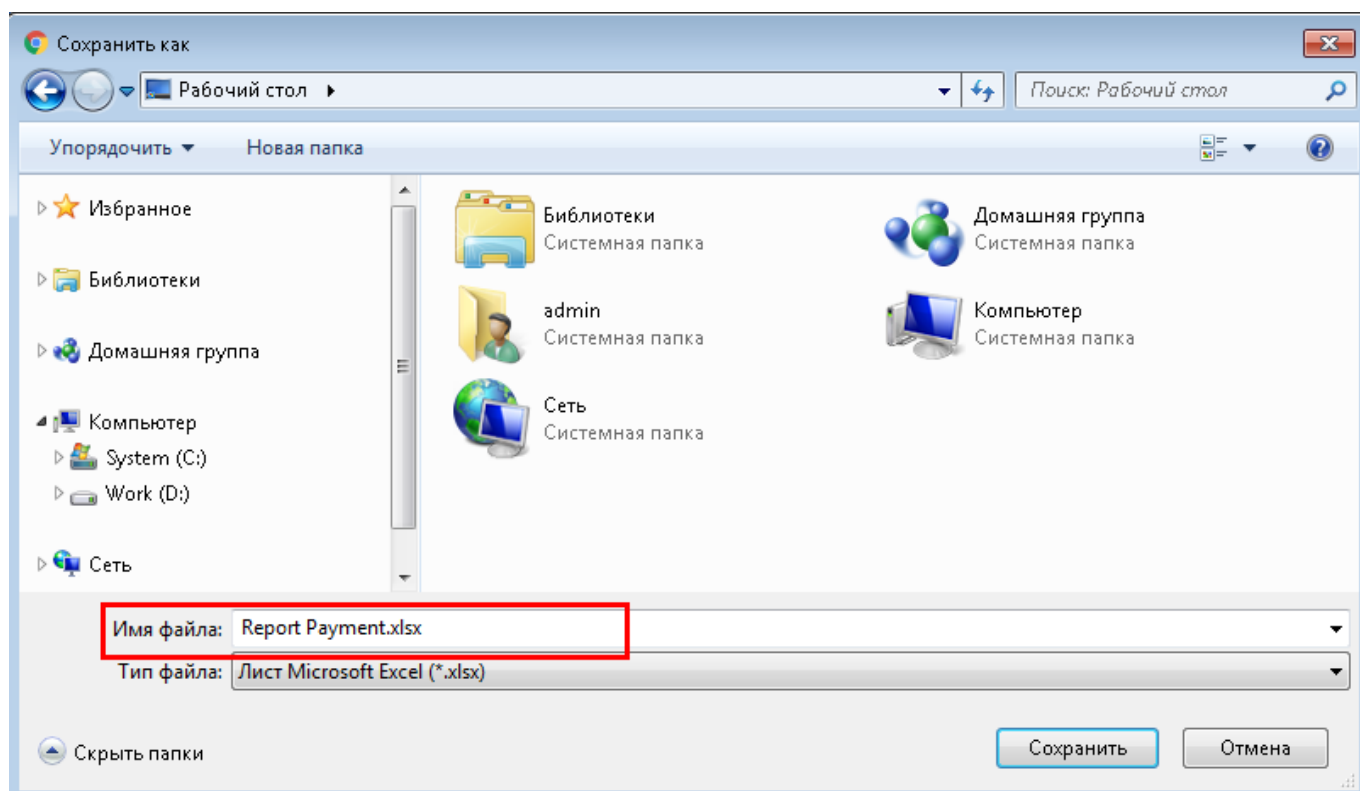 Сохранить как
Рабочий стол
Поиск: Рабочий стол
Упорядочить
Новая папка
Избранное
Библиотеки
Домашняя группа
Компьютер
System (C:)
Work (D:)
Сеть
Библиотеки
Системная папка
Домашняя группа
Системная папка
admin
Системная папка
Компьютер
Системная папка
Сеть
Системная папка
Имя файла: Report Payment.xlsx
Тип файла: Лист Microsoft Excel (*.xlsx)
Скрыть папки
Сохранить
Отмена